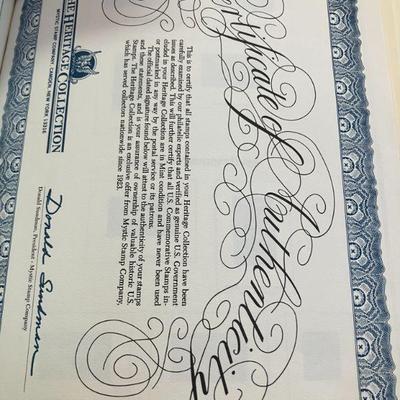 Certificate of Authenticity
This is to certify that all stamps contained in your Heritage Collection have been
carefully examined by our philatelic experts and verified as genuine U.S. Government
issues as described. This will further certify that all U.S. Commemorative Stamps in-
cluded in your Heritage Collection are in Mint condition and have never been used
or postmarked in any way by the postal service or its patrons.
The official dated signature found below will attest to the authenticity of your stamps
and these statements, and is your assurance of ownership of valuable historic U.S.
Stamps. The Heritage Collection is an exclusive offer from Mystic Stamp Company,
which has served collectors nationwide since 1923.
THE HERITAGE COLLECTION
MYSTIC STAMP COMPANY · CAMDEN, NEW YORK 13316
Donald Sundman
Donald Sundman, President - Mystic Stamp Company